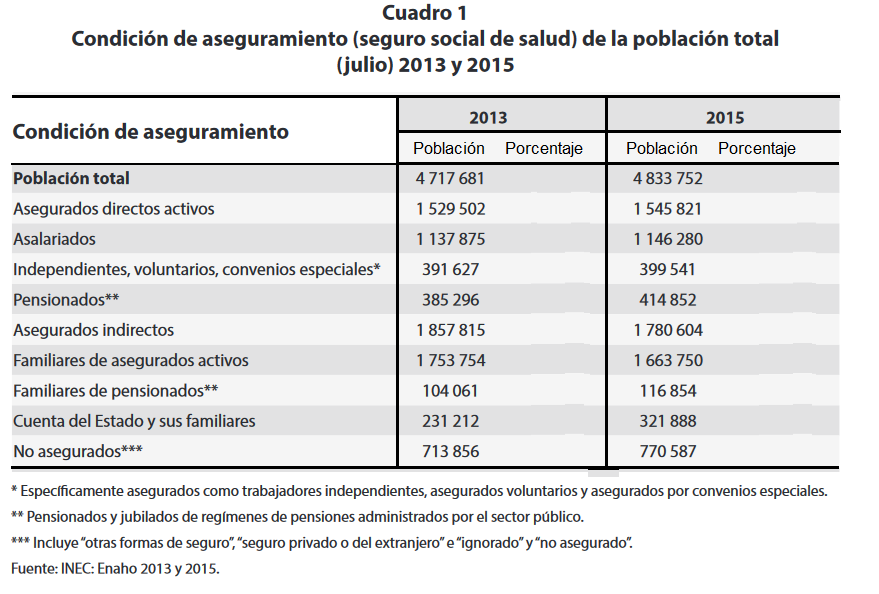 Cuadro 1
Condición de aseguramiento (seguro social de salud) de la población total
(julio) 2013 y 2015
Condición de aseguramiento 2013 2015
Población Porcentaje Población Porcentaje
Población total 4 717 681 4 833 752
Asegurados directos activos 1 529 502 1 545 821
Asalariados 1 137 875 1 146 280
Independientes, voluntarios, convenios especiales* 391 627 399 541
Pensionados** 385 296 414 852
Asegurados indirectos 1 857 815 1 780 604
Familiares de asegurados activos 1 753 754 1 663 750
Familiares de pensionados** 104 061 116 854
Cuenta del Estado y sus familiares 231 212 321 888
No asegurados*** 713 856 770 587
* Específicamente asegurados como trabajadores independientes, asegurados voluntarios y asegurados por convenios especiales.
** Pensionados y jubilados de regímenes de pensiones administrados por el sector público.
*** Incluye “otras formas de seguro”, “seguro privado o del extranjero” e “ignorado” y “no asegurado”.
Fuente: INEC: Enaho 2013 y 2015.